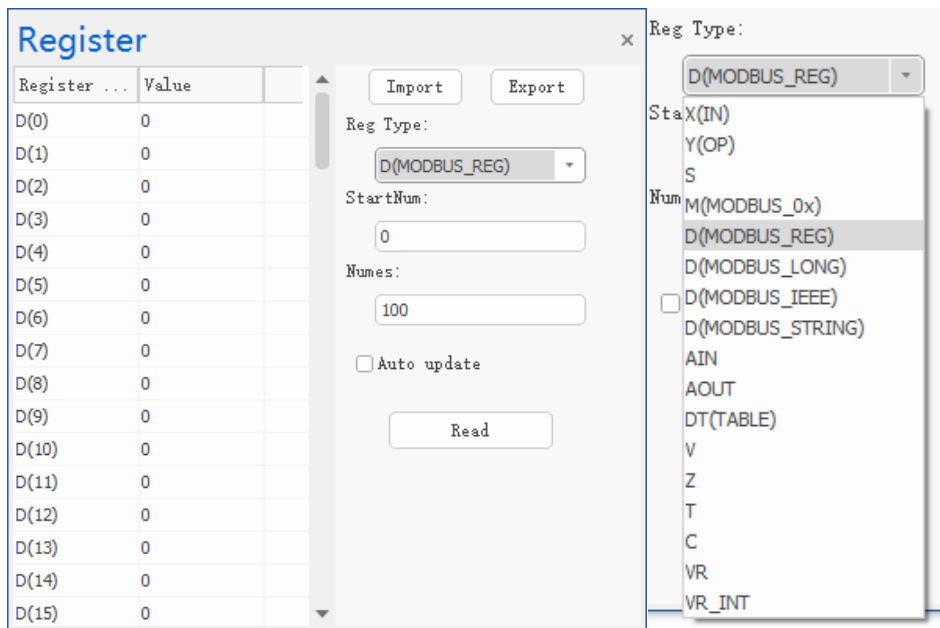 Register
×
Register ... Value
D(0) 0
D(1) 0
D(2) 0
D(3) 0
D(4) 0
D(5) 0
D(6) 0
D(7) 0
D(8) 0
D(9) 0
D(10) 0
D(11) 0
D(12) 0
D(13) 0
D(14) 0
D(15) 0
Import Export
Reg Type:
D(MODBUS_REG)
StartNum:
0
Numes:
100
Auto update
Read
Reg Type:
D(MODBUS_REG)
Sta
Num
X(IN)
Y(OP)
S
M(MODBUS_0x)
D(MODBUS_REG)
D(MODBUS_LONG)
D(MODBUS_IEEE)
D(MODBUS_STRING)
AIN
AOUT
DT(TABLE)
V
Z
T
C
VR
VR_INT